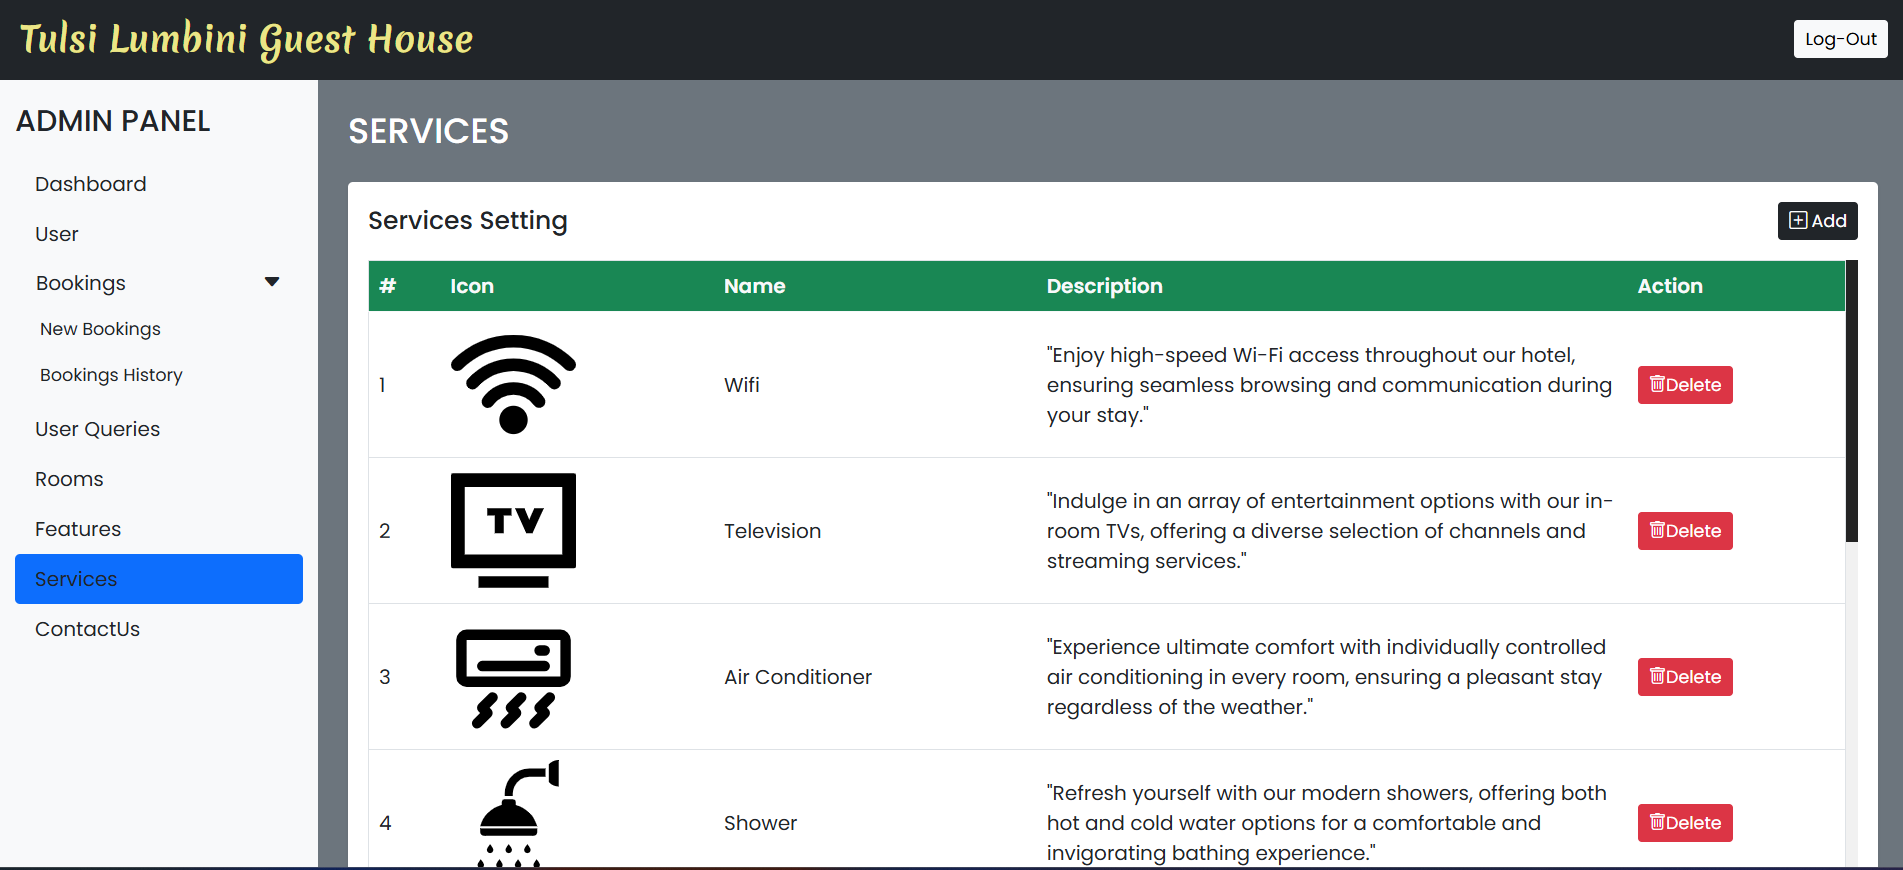 Tulsi Lumbini Guest House
Log-Out
ADMIN PANEL
Dashboard
User
Bookings
New Bookings
Bookings History
User Queries
Rooms
Features
Services
ContactUs
SERVICES
Services Setting
Add
# Icon Name Description Action
1 Wifi
"Enjoy high-speed Wi-Fi access throughout our hotel,
ensuring seamless browsing and communication during
your stay."
Delete
TV
2 Television
"Indulge in an array of entertainment options with our in-
room TVs, offering a diverse selection of channels and
streaming services."
Delete
3 Air Conditioner
"Experience ultimate comfort with individually controlled
air conditioning in every room, ensuring a pleasant stay
regardless of the weather."
Delete
4 Shower
"Refresh yourself with our modern showers, offering both
hot and cold water options for a comfortable and
invigorating bathing experience."
Delete